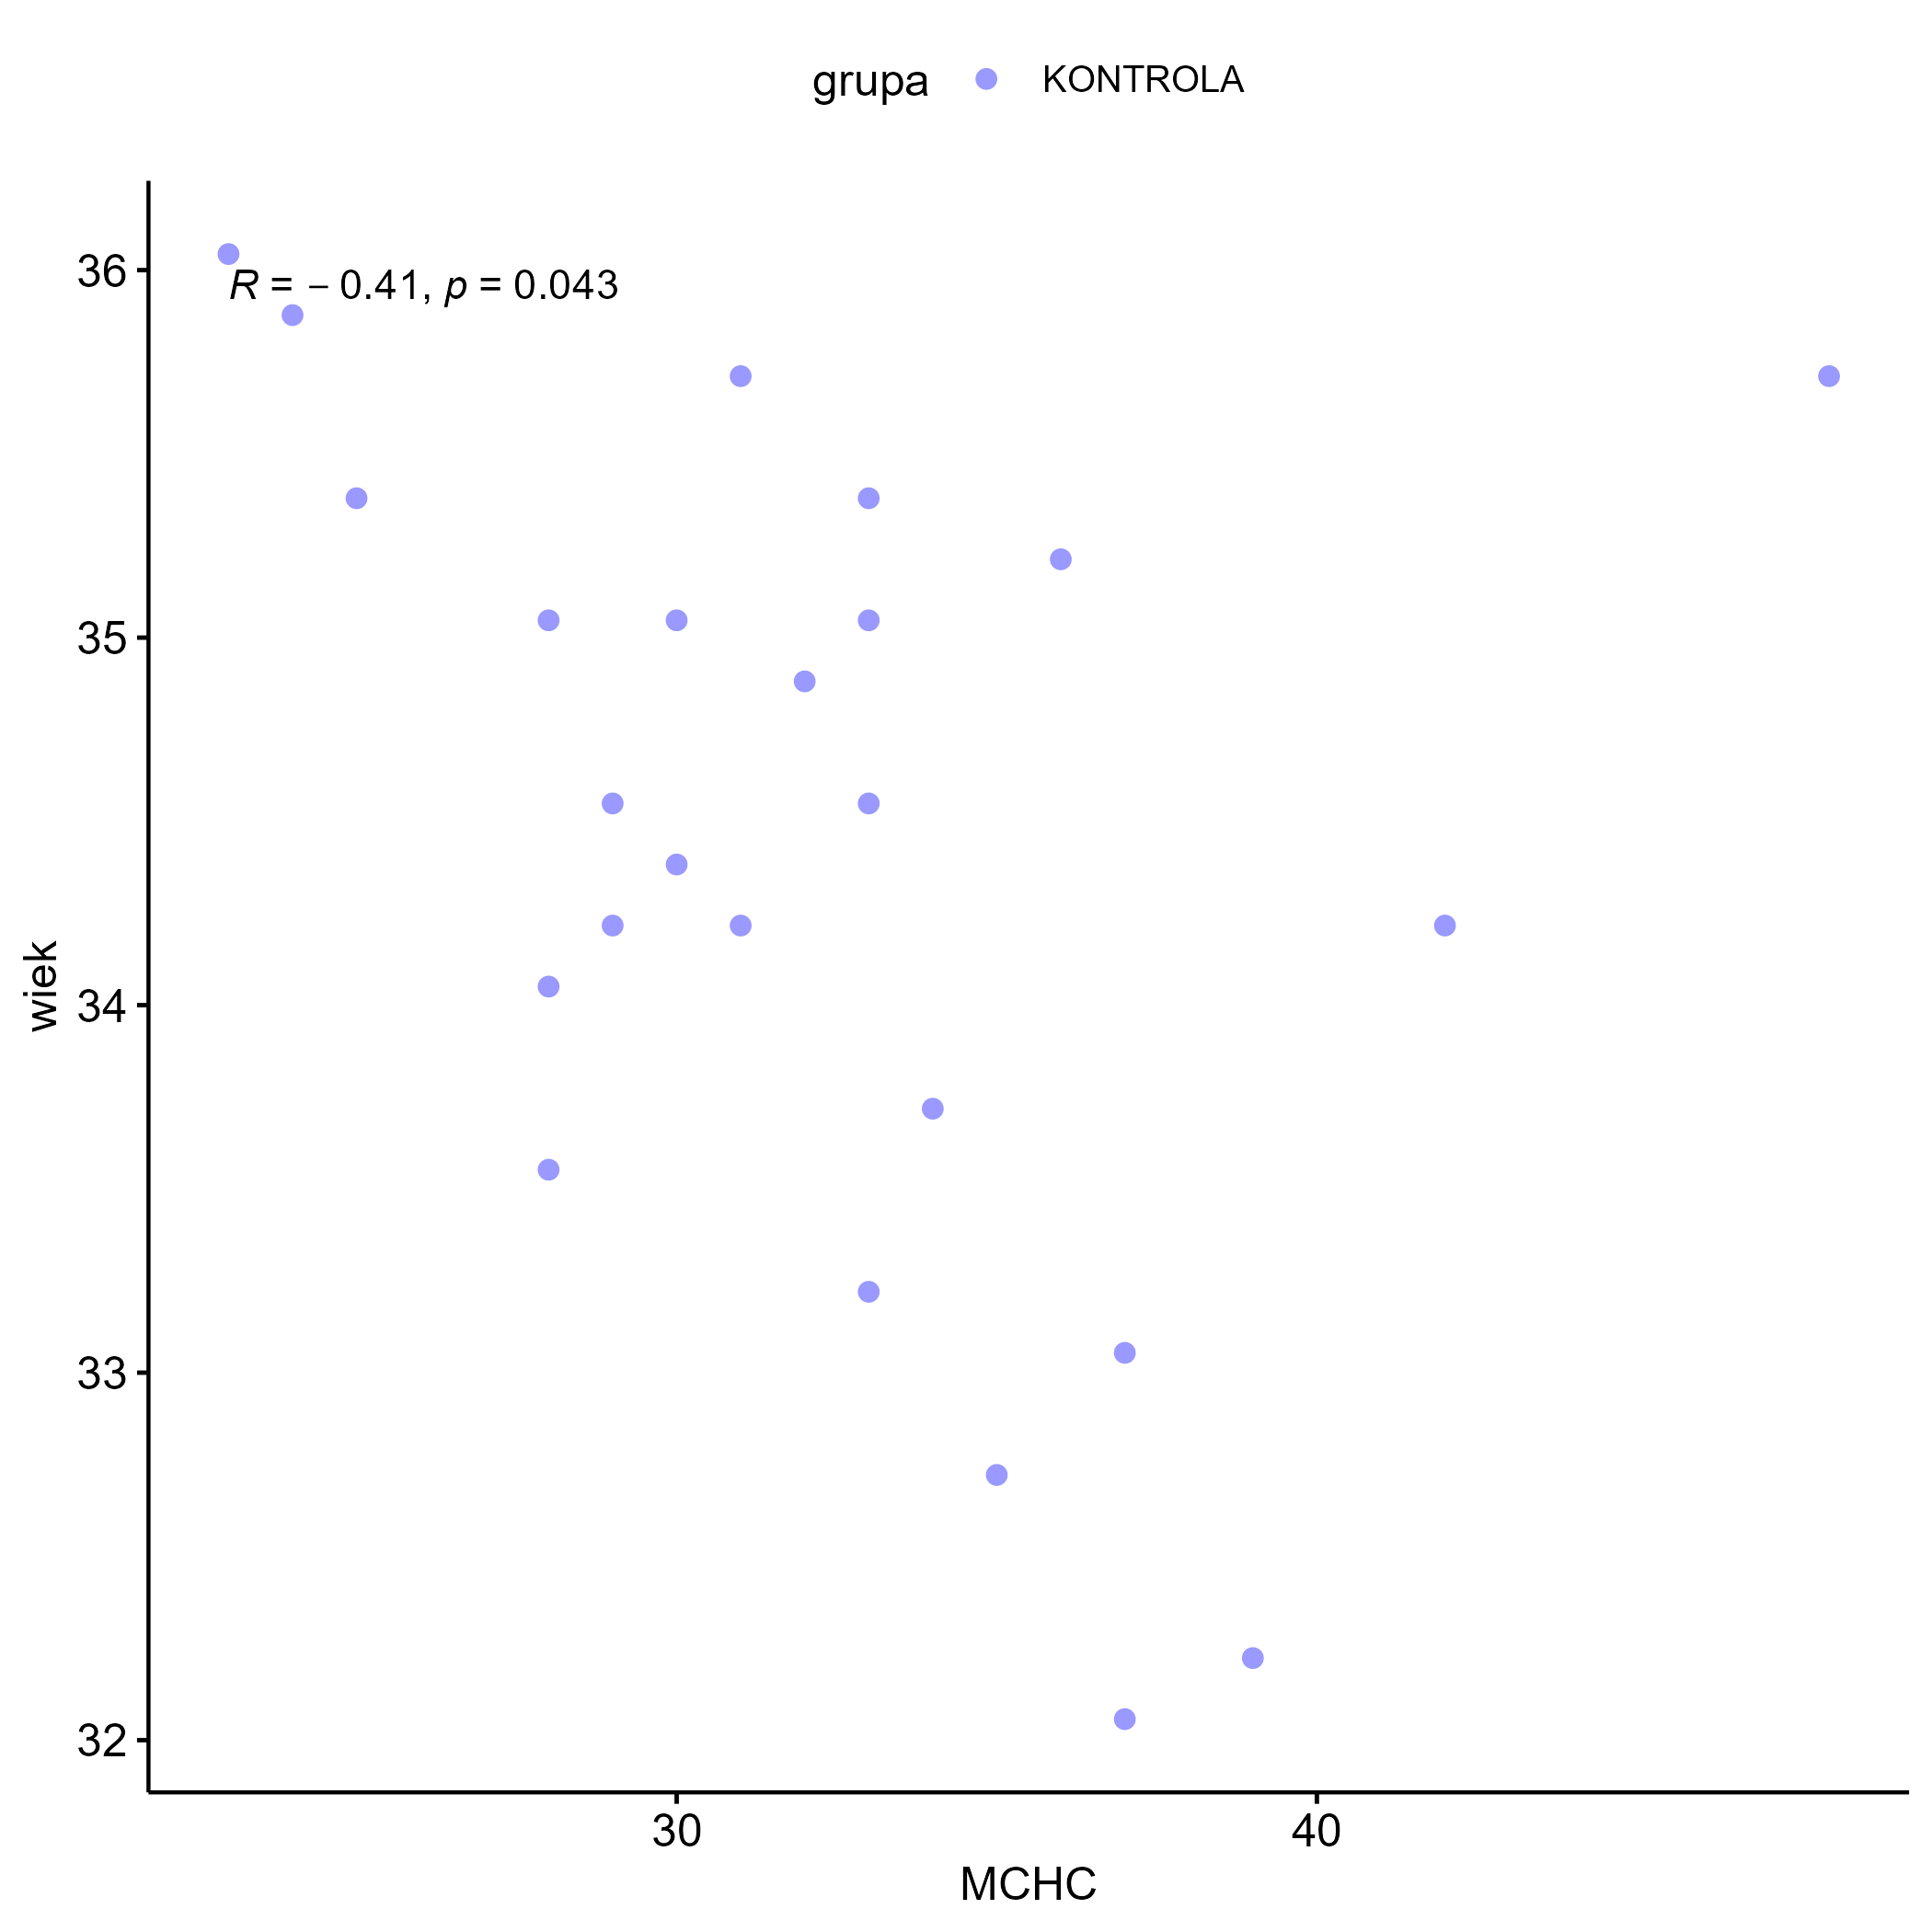 grupa KONTROLA
36
R = − 0.41, p = 0.043
35
34
33
32
wiek
30 40
MCHC